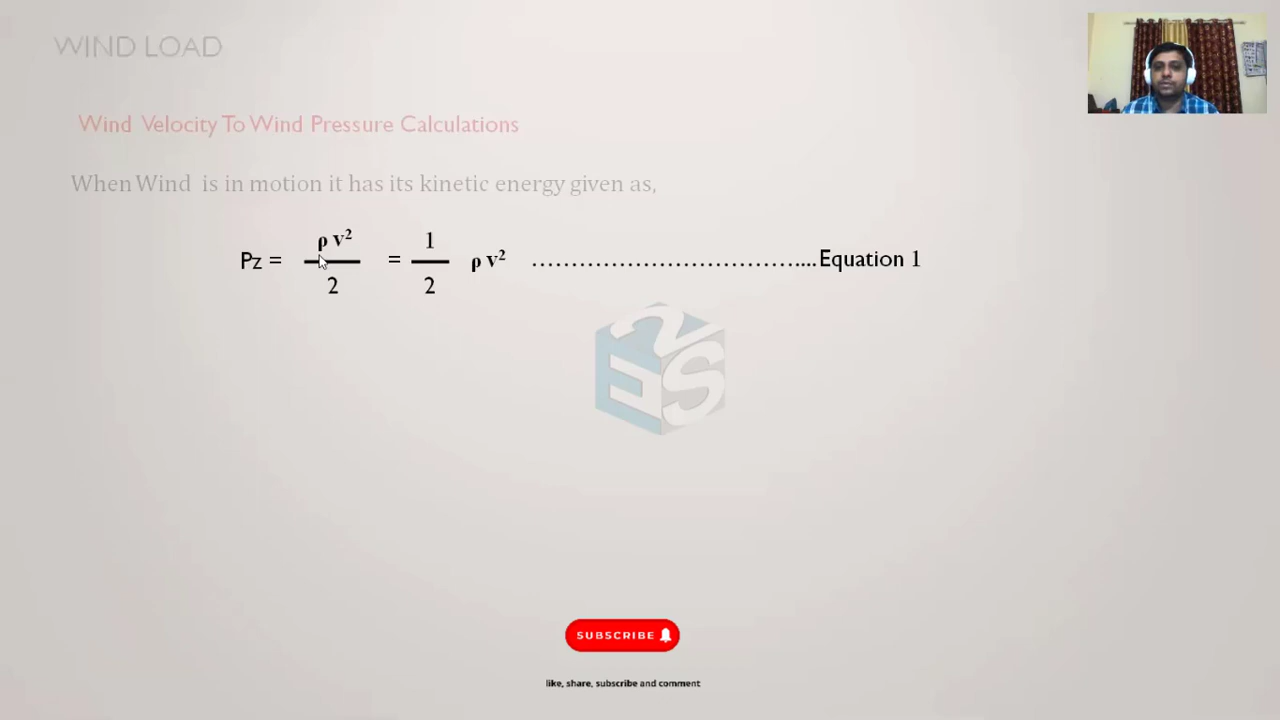 WIND LOAD
Wind Velocity To Wind Pressure Calculations
When Wind is in motion it has its kinetic energy given as,
Pz = ρ v² / 2 = 1 / 2 ρ v² ……………………………... Equation 1
E2S
SUBSCRIBE
like, share, subscribe and comment